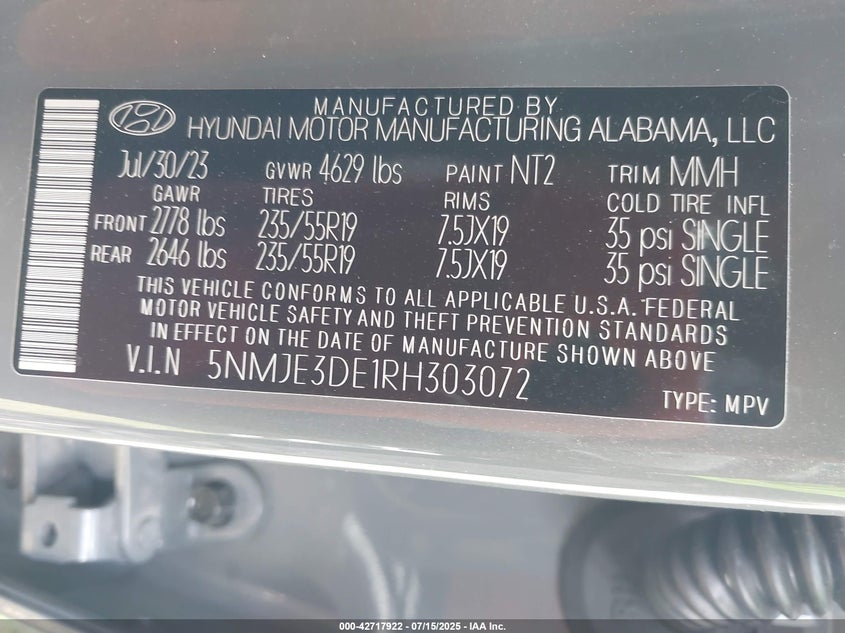 MANUFACTURED BY
HYUNDAI MOTOR MANUFACTURING ALABAMA, LLC
Jul/30/23 GVWR 4629 lbs PAINT NT2 TRIM MMH
GAWR TIRES RIMS COLD TIRE INFL
FRONT 2778 lbs 235/55R19 7.5JX19 35 psi SINGLE
REAR 2646 lbs 235/55R19 7.5JX19 35 psi SINGLE
THIS VEHICLE CONFORMS TO ALL APPLICABLE U.S.A. FEDERAL
MOTOR VEHICLE SAFETY AND THEFT PREVENTION STANDARDS
IN EFFECT ON THE DATE OF MANUFACTURE SHOWN ABOVE
V.I.N 5NMJE3DE1RH303072
TYPE: MPV
000-42717922 - 07/15/2025 - IAA Inc.